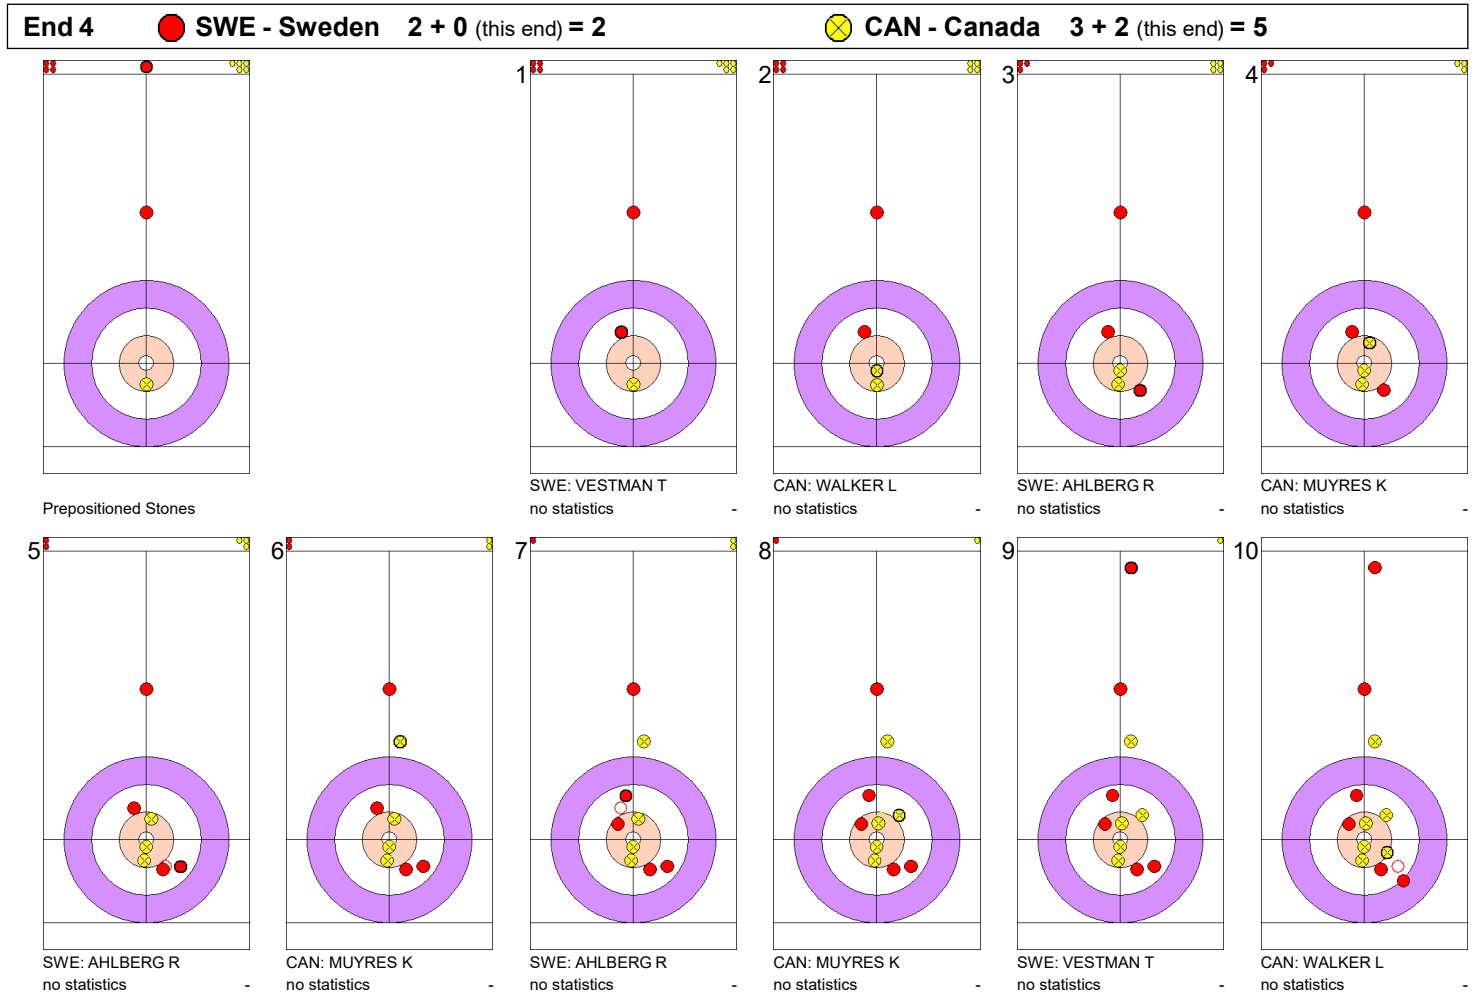 End 4 SWE - Sweden 2 + 0 (this end) = 2 CAN - Canada 3 + 2 (this end) = 5
1 2 3 4
Prepositioned Stones
SWE: VESTMAN T
no statistics -
CAN: WALKER L
no statistics -
SWE: AHLBERG R
no statistics -
CAN: MUYRES K
no statistics -
5 6 7 8 9 10
SWE: AHLBERG R
no statistics -
CAN: MUYRES K
no statistics -
SWE: AHLBERG R
no statistics -
CAN: MUYRES K
no statistics -
SWE: VESTMAN T
no statistics -
CAN: WALKER L
no statistics -